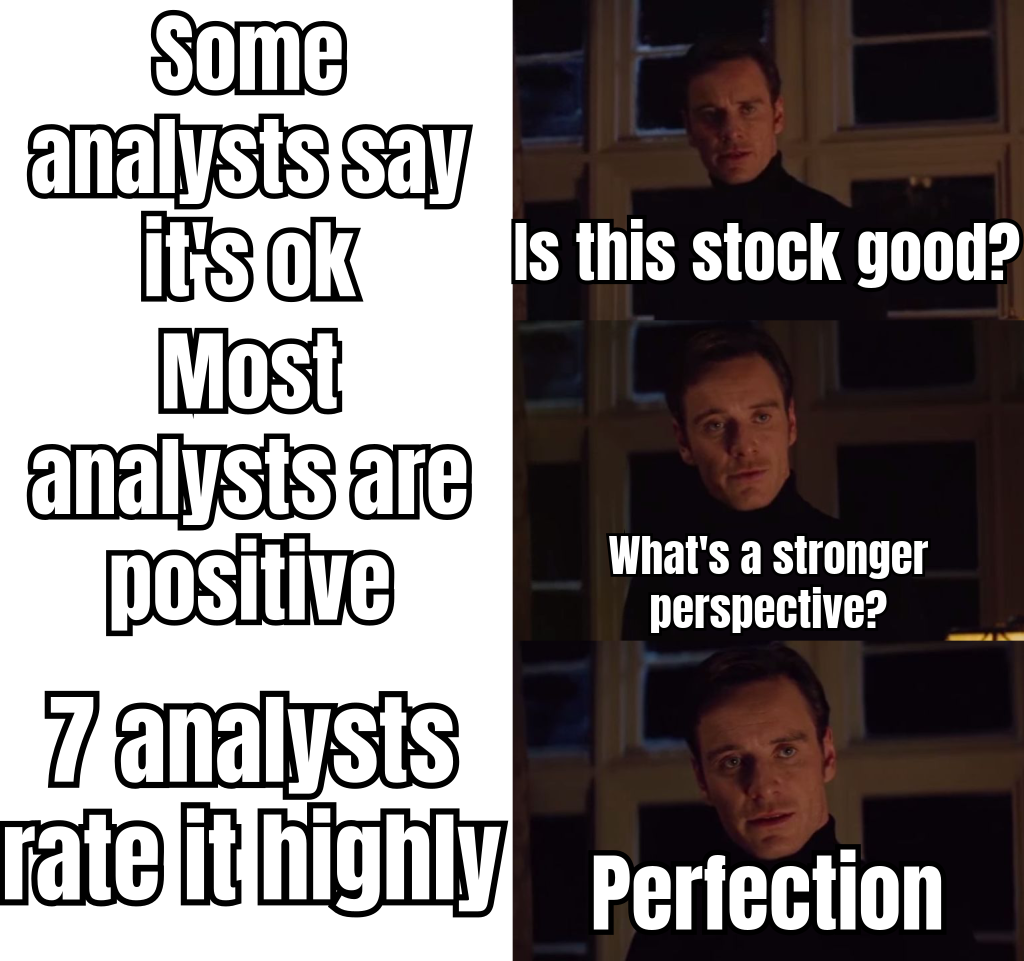 Some
analysts say
it's ok
Is this stock good?
Most
analysts are
positive
What's a stronger
perspective?
7 analysts
rate it highly
Perfection